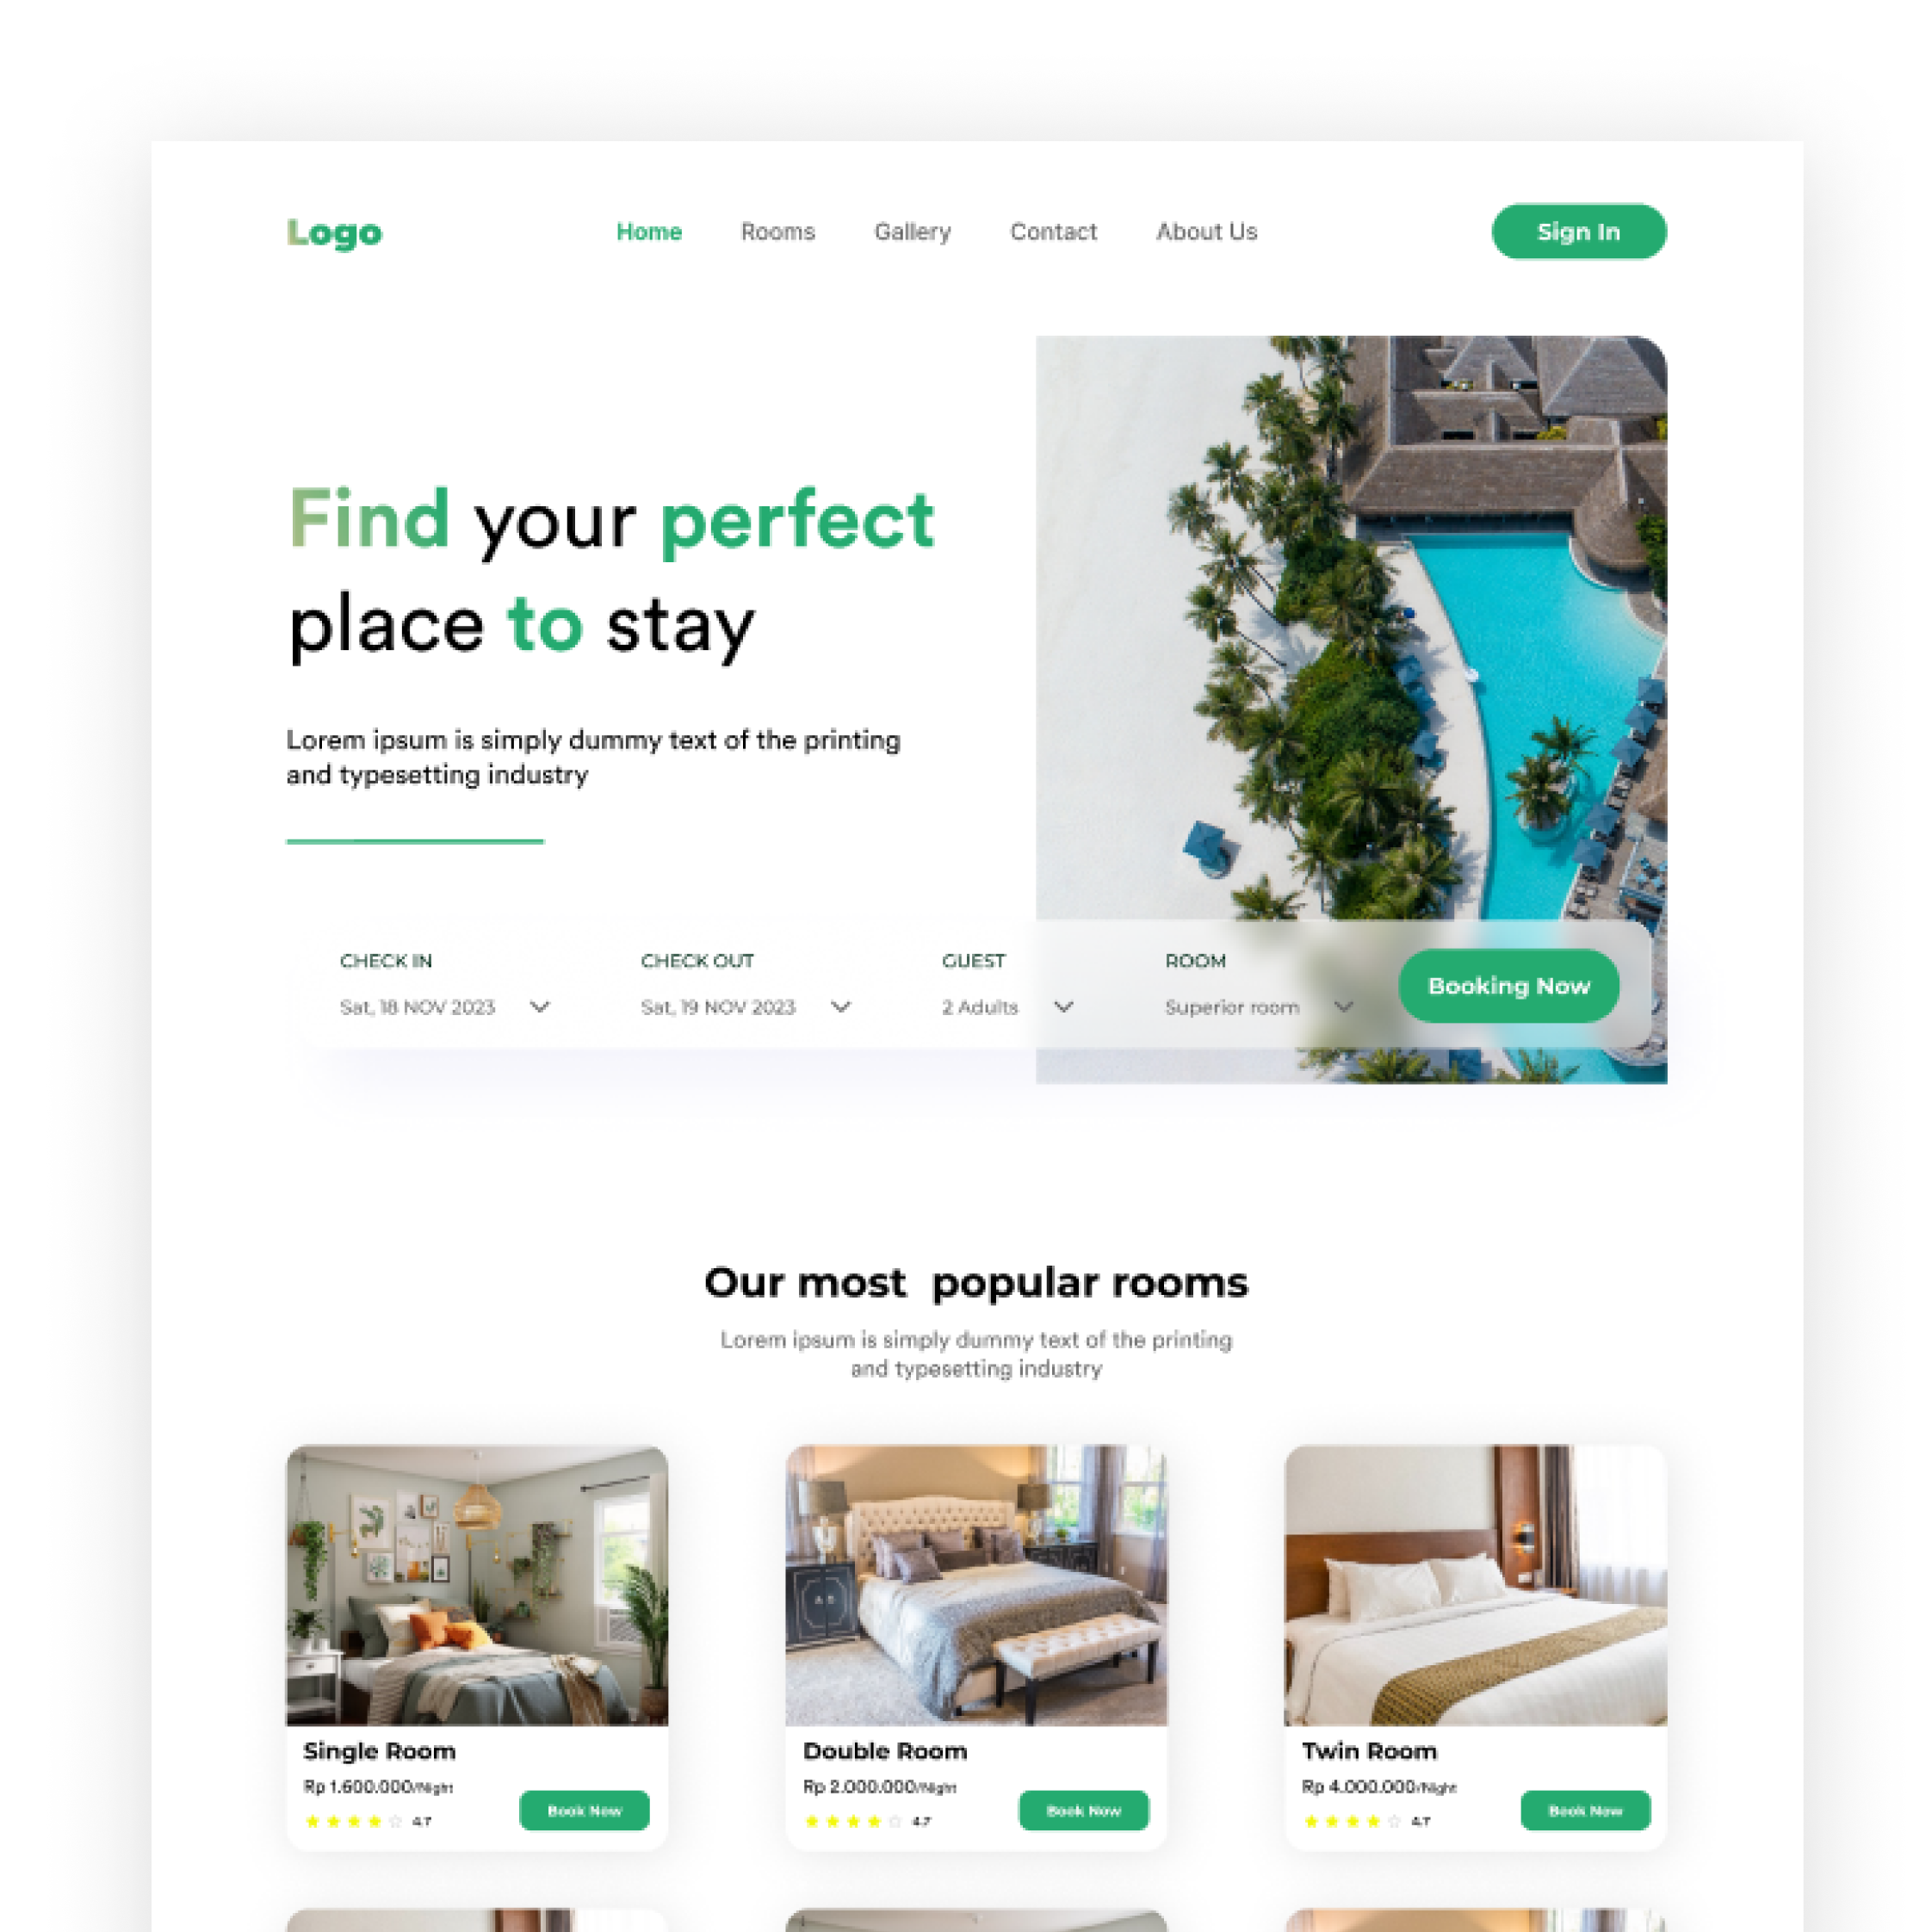 Logo
Home Rooms Gallery Contact About Us Sign In
Find your perfect
place to stay
Lorem ipsum is simply dummy text of the printing
and typesetting industry
CHECK IN CHECK OUT GUEST ROOM
Sat, 18 NOV 2023 Sat, 19 NOV 2023 2 Adults Superior room Booking Now
Our most popular rooms
Lorem ipsum is simply dummy text of the printing
and typesetting industry
Single Room
Rp 1.600.000/Night
4.7 Book Now
Double Room
Rp 2.000.000/Night
4.7 Book Now
Twin Room
Rp 4.000.000/Night
4.7 Book Now